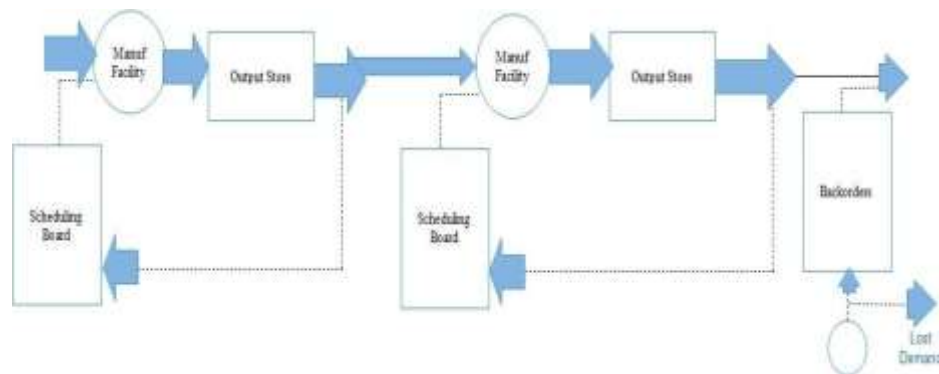 Manuf
Facility
Output Store
Manuf
Facility
Output Store
Scheduling
Board
Scheduling
Board
Backorders
Lost
Demand